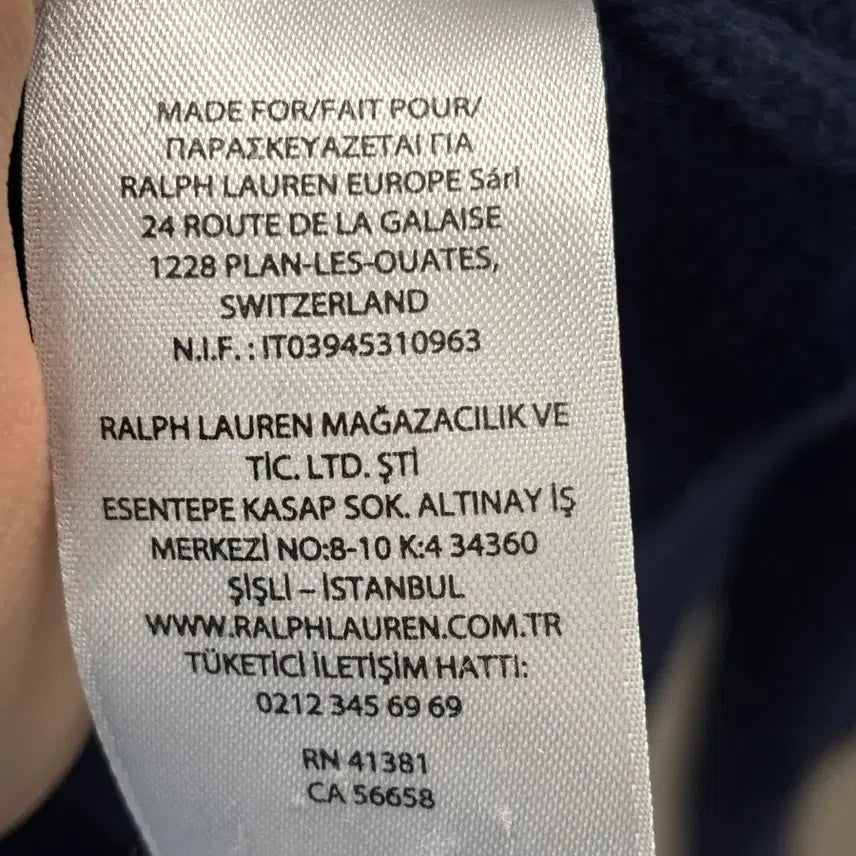 MADE FOR/FAIT POUR/
ΠΑΡΑΣΚΕΥΑΖΕΤΑΙ ΓΙΑ
RALPH LAUREN EUROPE Sárl
24 ROUTE DE LA GALAISE
1228 PLAN-LES-OUATES,
SWITZERLAND
N.I.F. : IT03945310963
RALPH LAUREN MAĞAZACILIK VE
TİC. LTD. ŞTİ
ESENTEPE KASAP SOK. ALTINAY İŞ
MERKEZİ NO:8-10 K:4 34360
ŞİŞLİ – İSTANBUL
WWW.RALPHLAUREN.COM.TR
TÜKETİCİ İLETİŞİM HATTI:
0212 345 69 69
RN 41381
CA 56658